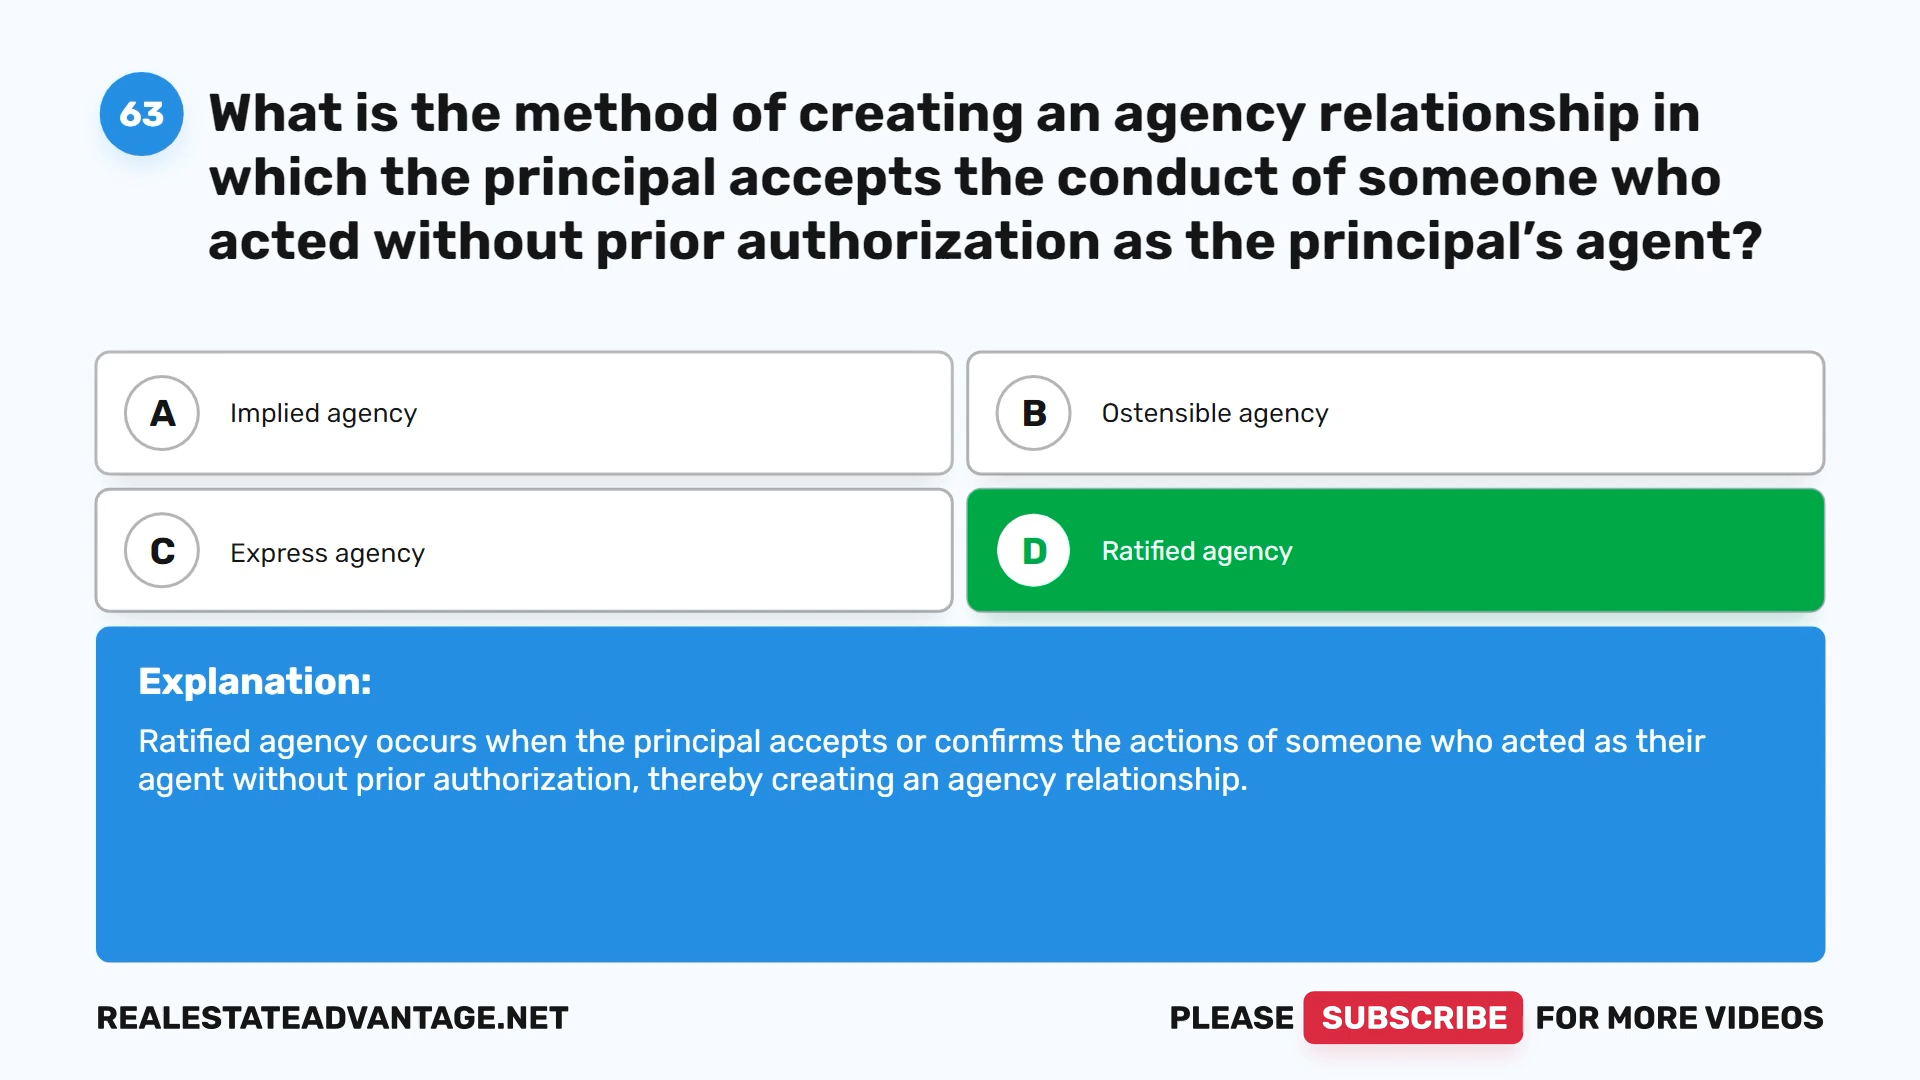 63
What is the method of creating an agency relationship in
which the principal accepts the conduct of someone who
acted without prior authorization as the principal’s agent?
A Implied agency
B Ostensible agency
C Express agency
D Ratified agency
Explanation:
Ratified agency occurs when the principal accepts or confirms the actions of someone who acted as their
agent without prior authorization, thereby creating an agency relationship.
REALESTATEADVANTAGE.NET
PLEASE SUBSCRIBE FOR MORE VIDEOS